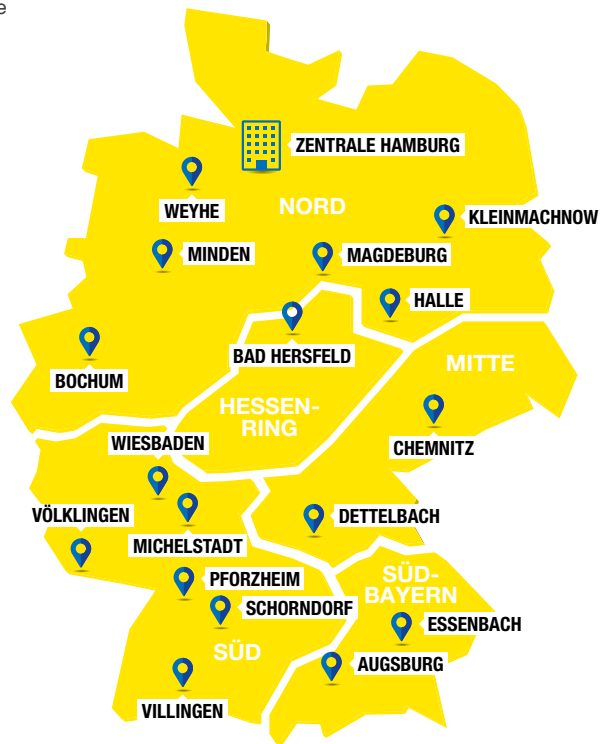 e
ZENTRALE HAMBURG
WEYHE
NORD
KLEINMACHNOW
MINDEN
MAGDEBURG
HALLE
BAD HERSFELD
MITTE
BOCHUM
HESSEN-
RING
WIESBADEN
CHEMNITZ
VÖLKLINGEN
DETTELBACH
MICHELSTADT
PFORZHEIM
SÜD-
BAYERN
SCHORNDORF
ESSENBACH
SÜD
AUGSBURG
VILLINGEN